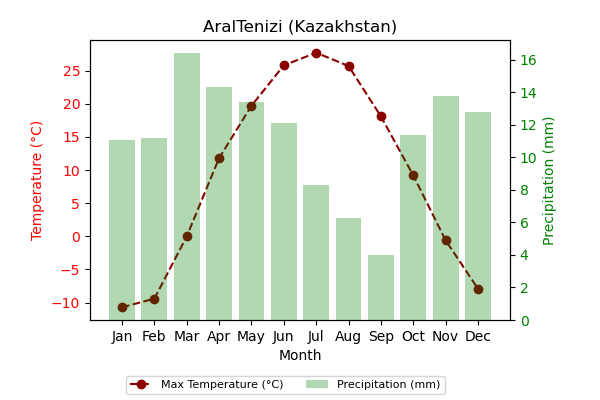 AralTenizi (Kazakhstan)
Temperature (°C)
25
20
15
10
5
0
−5
−10
16
14
12
10
8
6
4
2
0
Precipitation (mm)
Jan Feb Mar Apr May Jun Jul Aug Sep Oct Nov Dec
Month
Max Temperature (°C) Precipitation (mm)